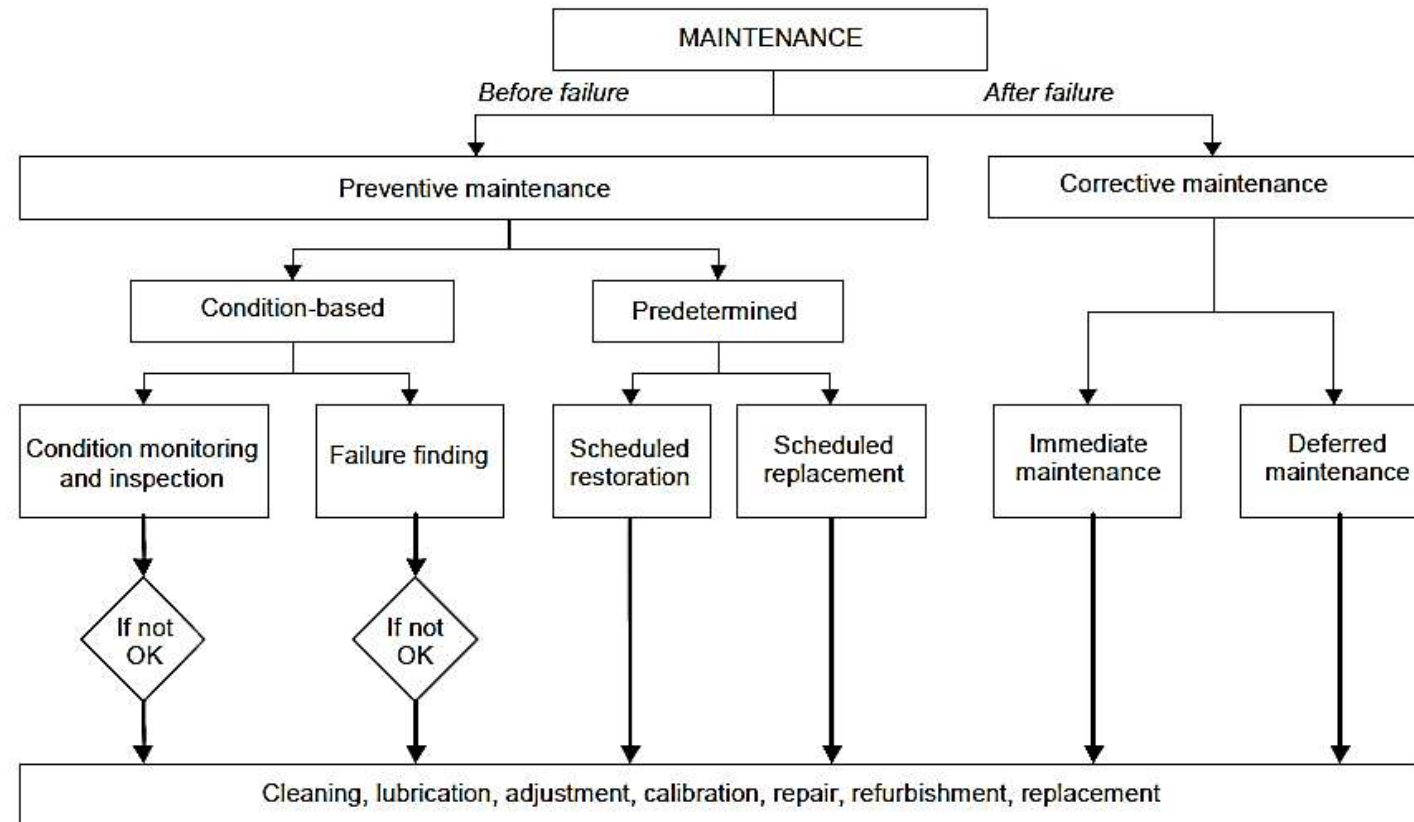 MAINTENANCE
Before failure
After failure
Preventive maintenance
Corrective maintenance
Condition-based
Predetermined
Condition monitoring
and inspection
Failure finding
Scheduled
restoration
Scheduled
replacement
Immediate
maintenance
Deferred
maintenance
If not
OK
If not
OK
Cleaning, lubrication, adjustment, calibration, repair, refurbishment, replacement